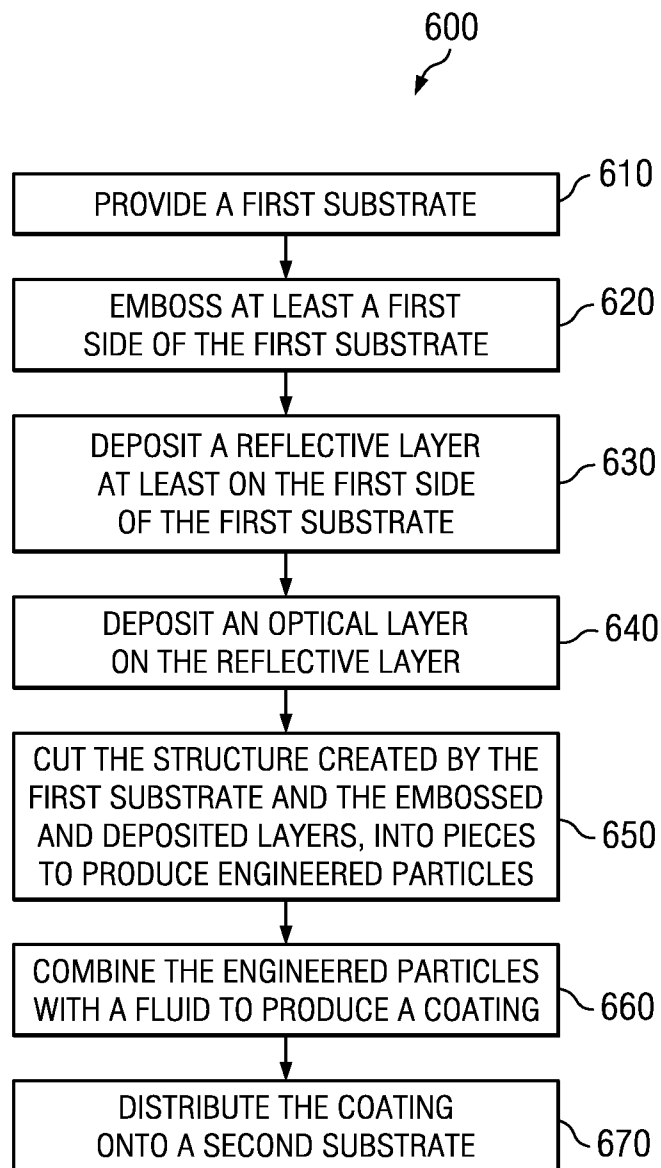 600
PROVIDE A FIRST SUBSTRATE
610
EMBOSS AT LEAST A FIRST
SIDE OF THE FIRST SUBSTRATE
620
DEPOSIT A REFLECTIVE LAYER
AT LEAST ON THE FIRST SIDE
OF THE FIRST SUBSTRATE
630
DEPOSIT AN OPTICAL LAYER
ON THE REFLECTIVE LAYER
640
CUT THE STRUCTURE CREATED BY THE
FIRST SUBSTRATE AND THE EMBOSSED
AND DEPOSITED LAYERS, INTO PIECES
TO PRODUCE ENGINEERED PARTICLES
650
COMBINE THE ENGINEERED PARTICLES
WITH A FLUID TO PRODUCE A COATING
660
DISTRIBUTE THE COATING
ONTO A SECOND SUBSTRATE
670